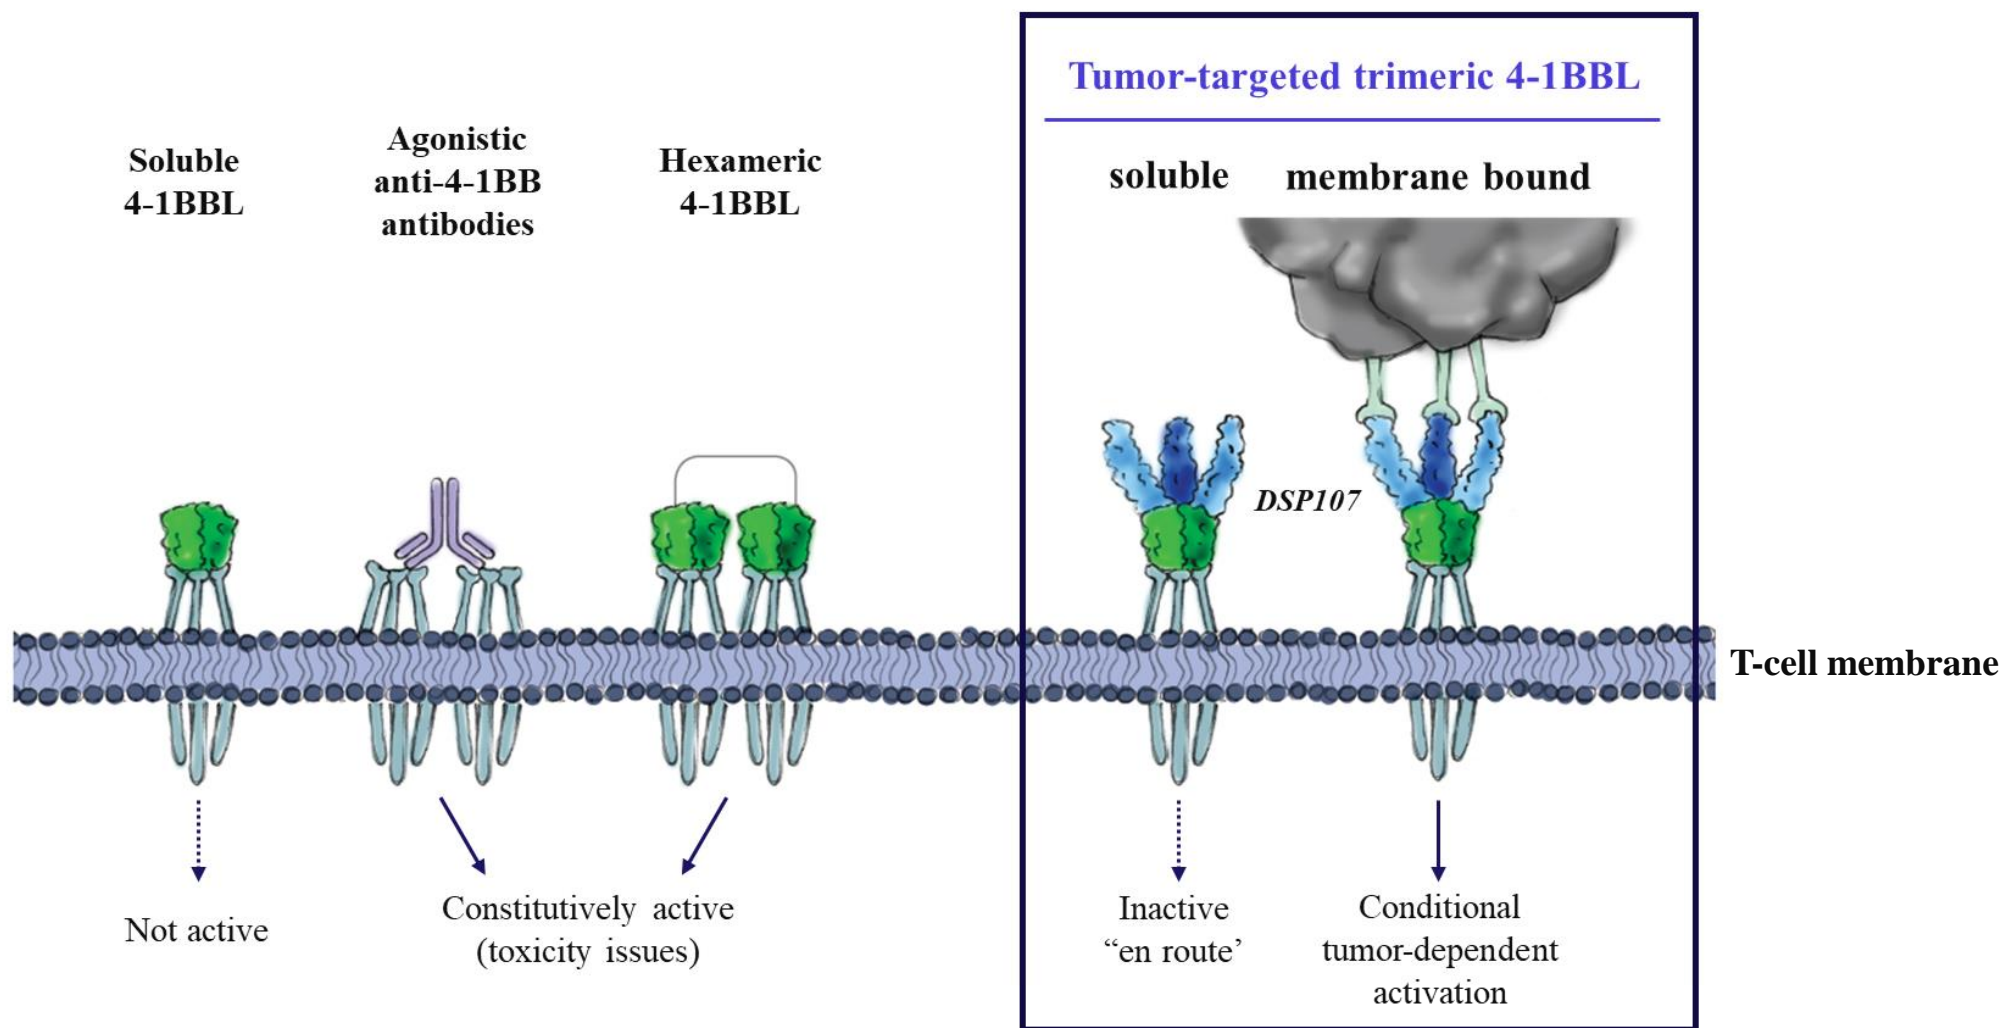 Tumor-targeted trimeric 4-1BBL
Soluble
4-1BBL
Agonistic
anti-4-1BB
antibodies
Hexameric
4-1BBL
soluble
membrane bound
DSP107
T-cell membrane
Not active
Constitutively active
(toxicity issues)
Inactive
“en route’
Conditional
tumor-dependent
activation